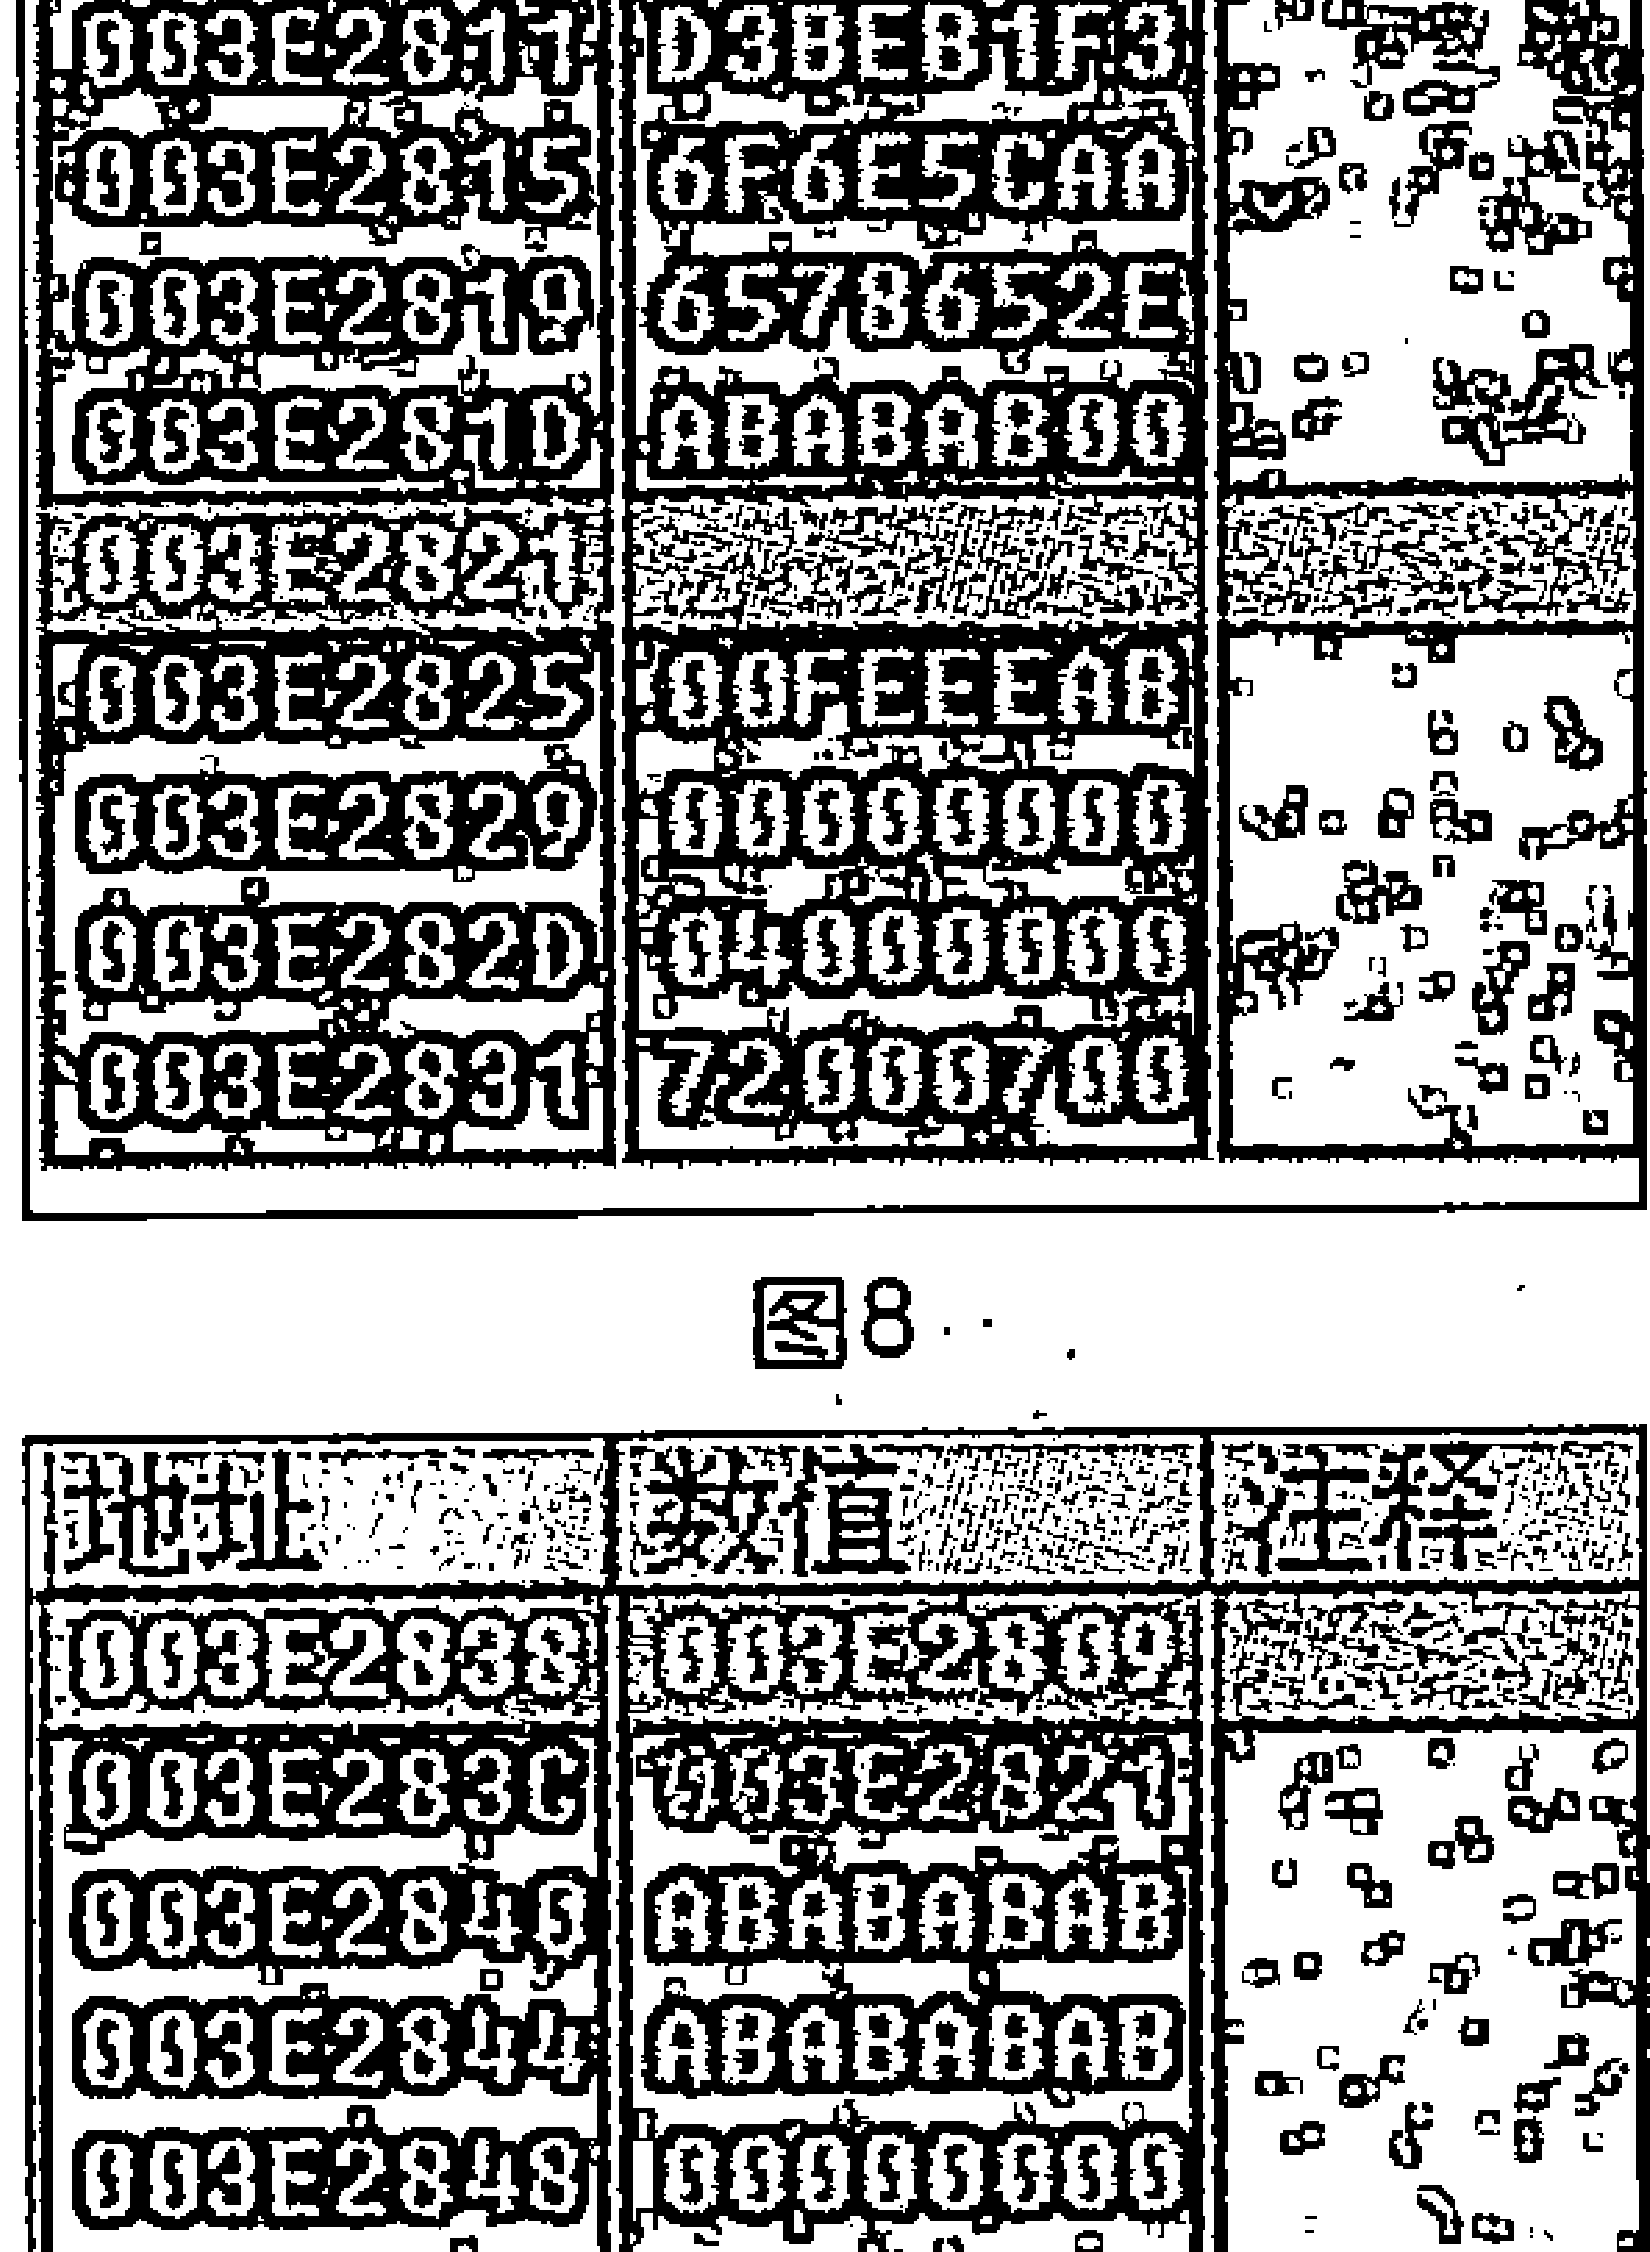 003E2811 D3BEB1F3
003E2815 6F6E5CAA
003E2819 6578652E
003E281D ABABAB00
003E2821
003E2825 00FEEEAB
003E2829 00000000
003E282D 04000000
003E2831 72000700
图8
地址 数值 注释
003E2838 003E2809
003E283C 003E2821
003E2840 ABABABAB
003E2844 ABABABAB
003E2848 00000000